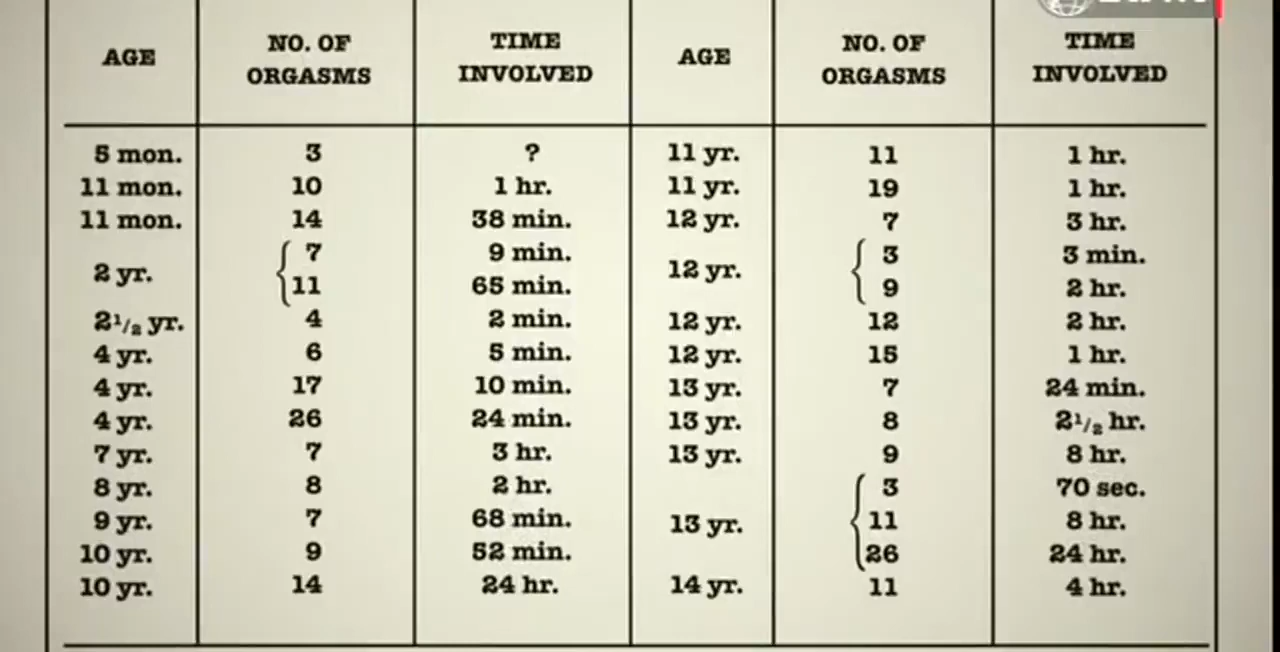 AGE NO. OF ORGASMS TIME INVOLVED AGE NO. OF ORGASMS TIME INVOLVED
5 mon. 3 ? 11 yr. 11 1 hr.
11 mon. 10 1 hr. 11 yr. 19 1 hr.
11 mon. 14 38 min. 12 yr. 7 3 hr.
2 yr. { 7 9 min. 12 yr. { 3 3 min.
11 65 min. 9 2 hr.
2 1/2 yr. 4 2 min. 12 yr. 12 2 hr.
4 yr. 6 5 min. 12 yr. 15 1 hr.
4 yr. 17 10 min. 13 yr. 7 24 min.
4 yr. 26 24 min. 13 yr. 8 2 1/2 hr.
7 yr. 7 3 hr. 13 yr. 9 8 hr.
8 yr. 8 2 hr. 13 yr. { 3 70 sec.
9 yr. 7 68 min. 11 8 hr.
10 yr. 9 52 min. 26 24 hr.
10 yr. 14 24 hr. 14 yr. 11 4 hr.